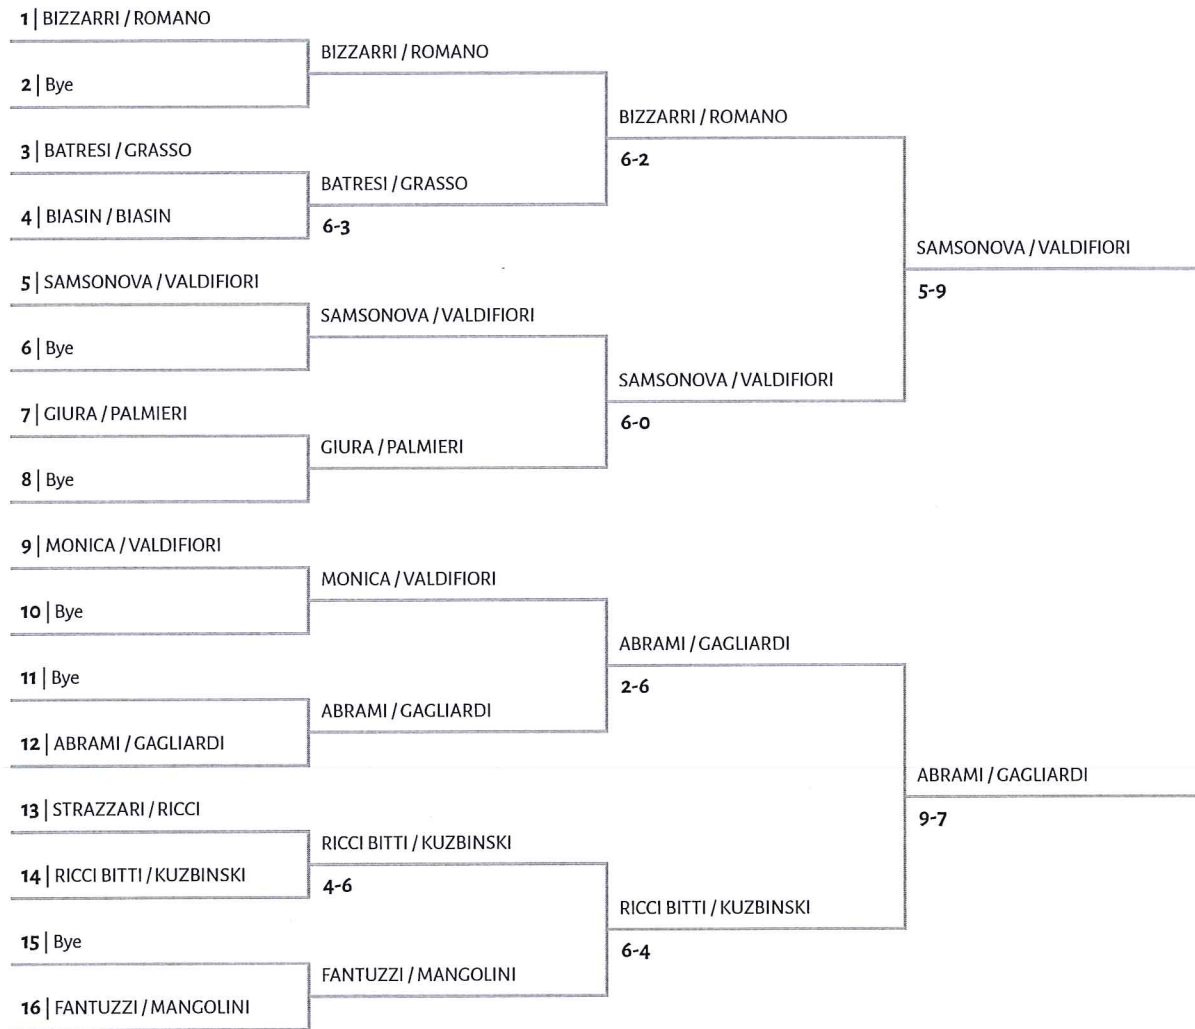 1 | BIZZARRI / ROMANO
2 | Bye
3 | BATRESI / GRASSO
4 | BIASIN / BIASIN
5 | SAMSONOVA / VALDIFIORI
6 | Bye
7 | GIURA / PALMIERI
8 | Bye
9 | MONICA / VALDIFIORI
10 | Bye
11 | Bye
12 | ABRAMI / GAGLIARDI
13 | STRAZZARI / RICCI
14 | RICCI BITTI / KUZBINSKI
15 | Bye
16 | FANTUZZI / MANGOLINI
BIZZARRI / ROMANO
BATRESI / GRASSO
6-3
SAMSONOVA / VALDIFIORI
GIURA / PALMIERI
MONICA / VALDIFIORI
ABRAMI / GAGLIARDI
RICCI BITTI / KUZBINSKI
4-6
FANTUZZI / MANGOLINI
BIZZARRI / ROMANO
6-2
SAMSONOVA / VALDIFIORI
6-0
ABRAMI / GAGLIARDI
2-6
RICCI BITTI / KUZBINSKI
6-4
SAMSONOVA / VALDIFIORI
5-9
ABRAMI / GAGLIARDI
9-7